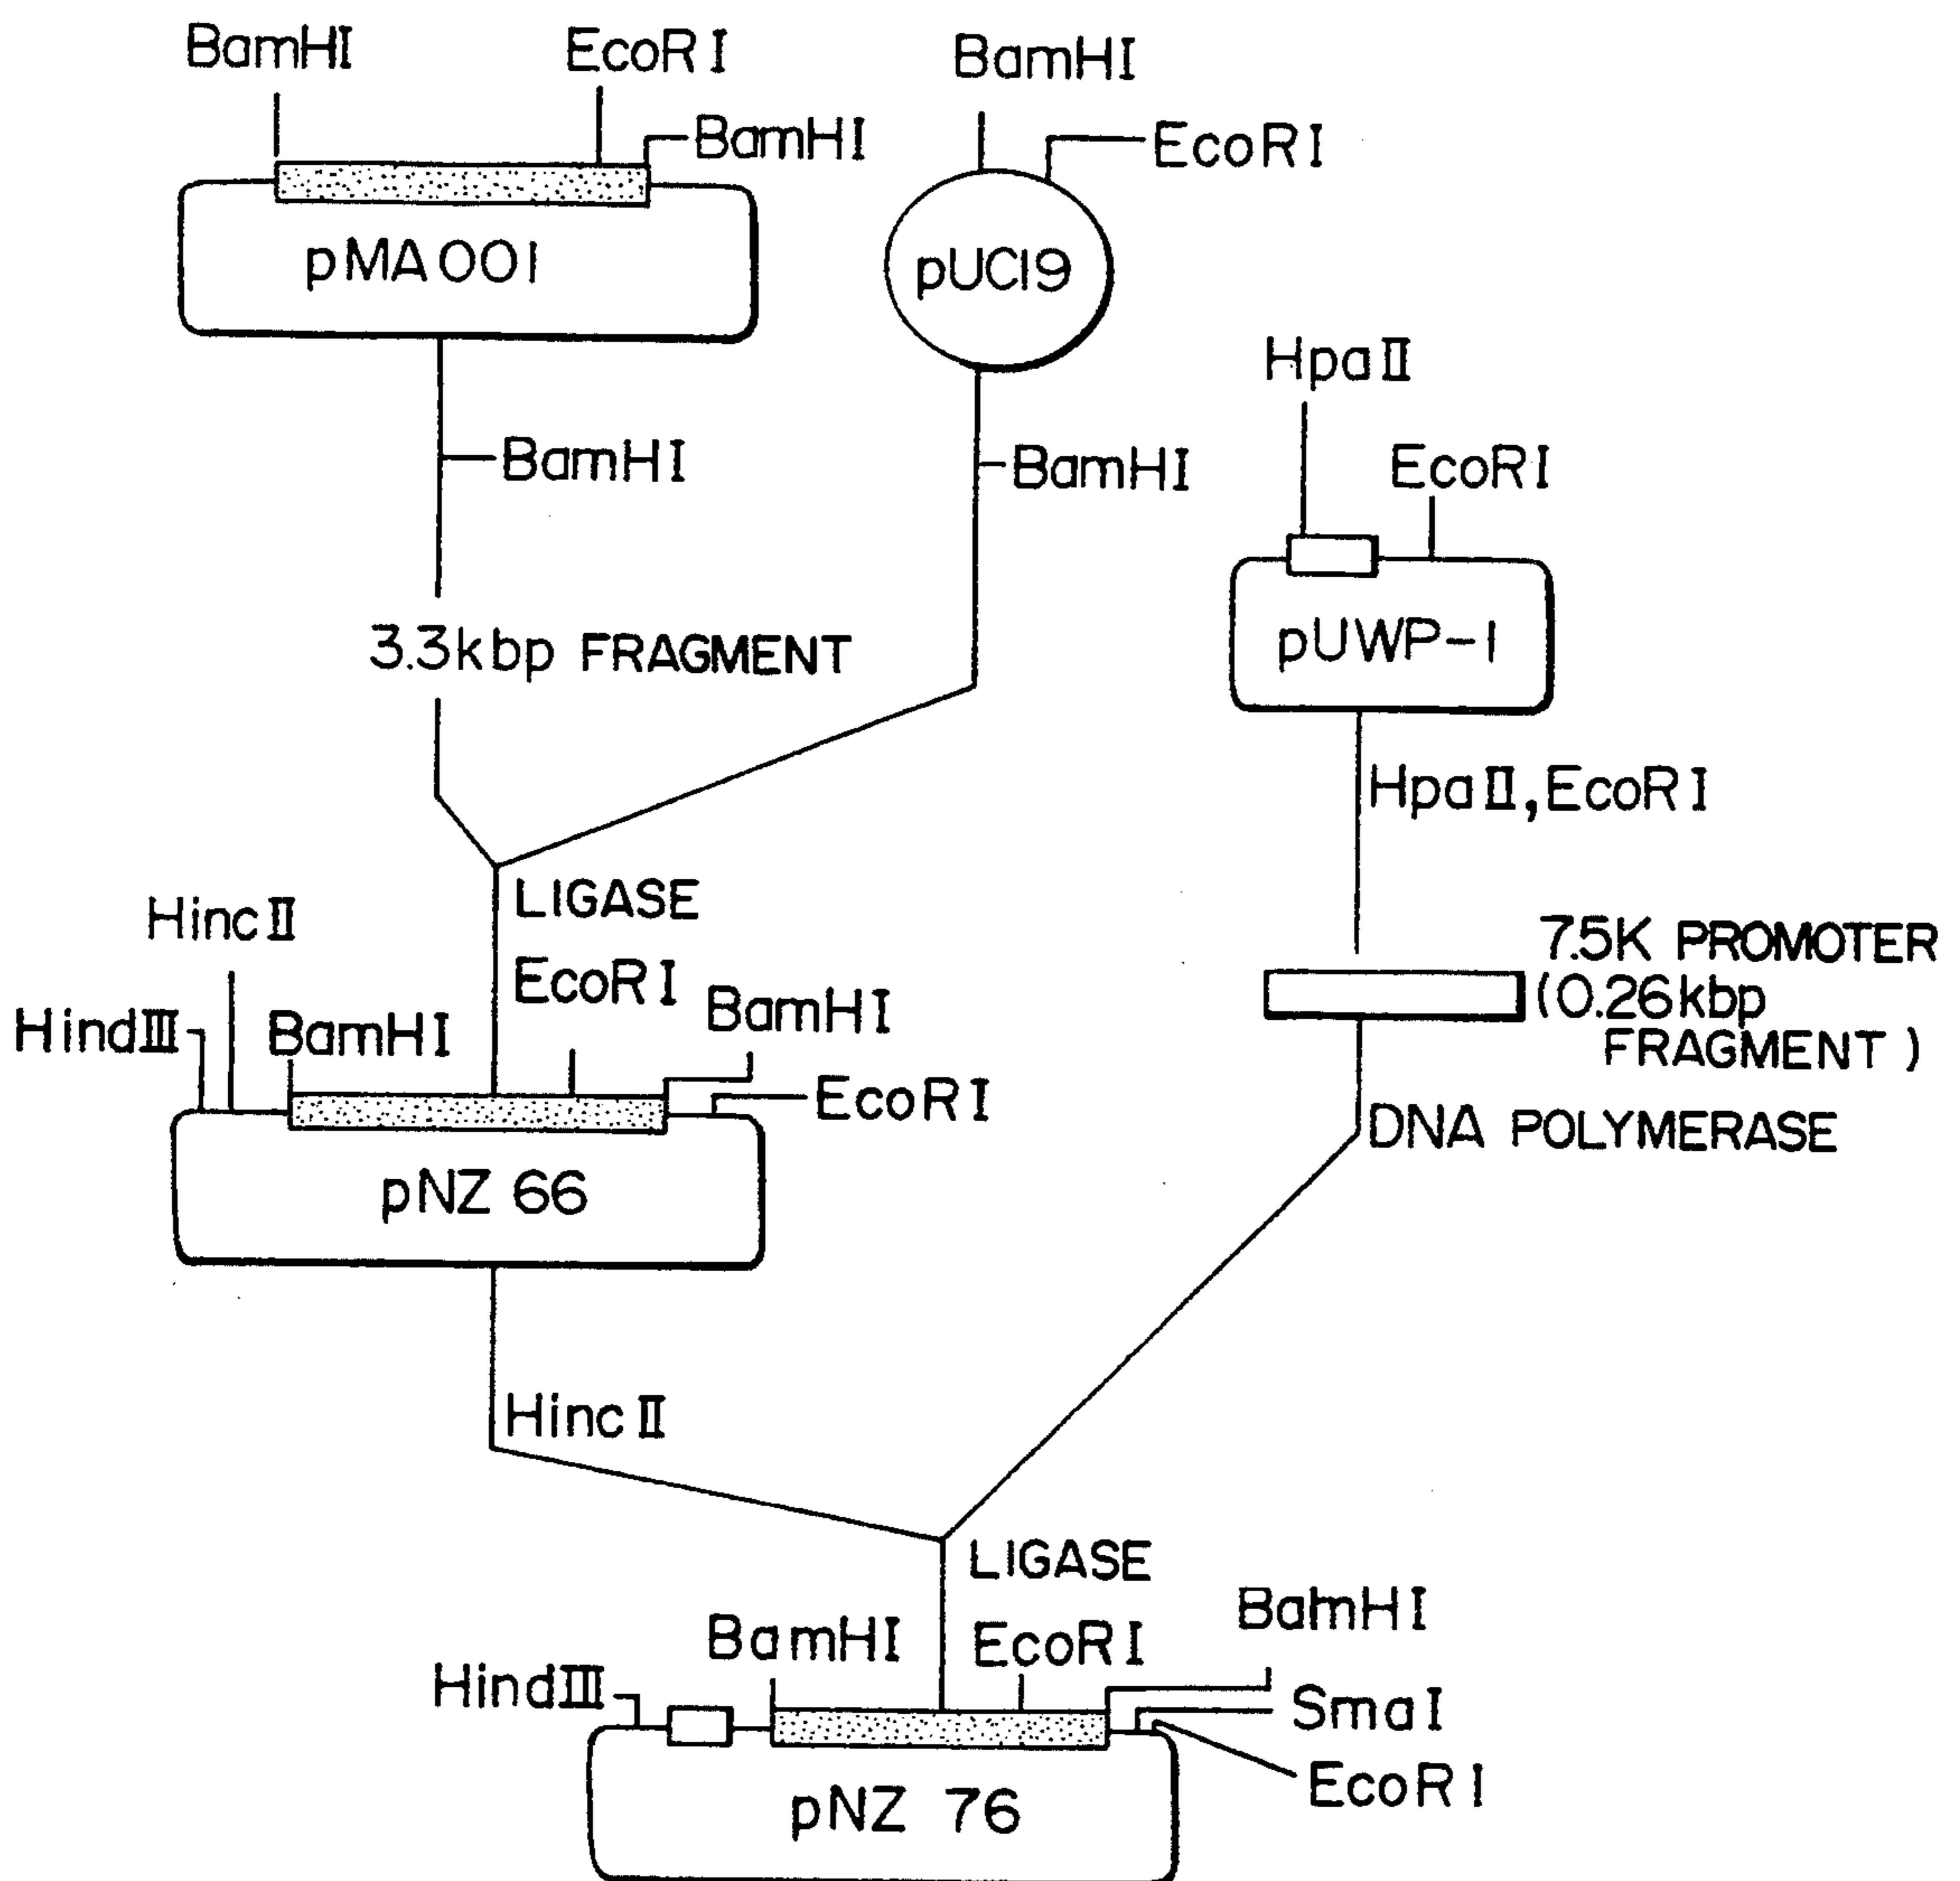 BamHI
EcoRI
BamHI
BamHI
EcoRI
pMA001
pUC19
HpaII
EcoRI
BamHI
BamHI
pUWP-1
3.3kbp FRAGMENT
HpaII, EcoRI
LIGASE
HincII
EcoRI
BamHI
HindIII
BamHI
EcoRI
7.5K PROMOTER
(0.26kbp
FRAGMENT)
DNA POLYMERASE
pNZ 66
HincII
LIGASE
BamHI
EcoRI
BamHI
HindIII
SmaI
EcoRI
pNZ 76